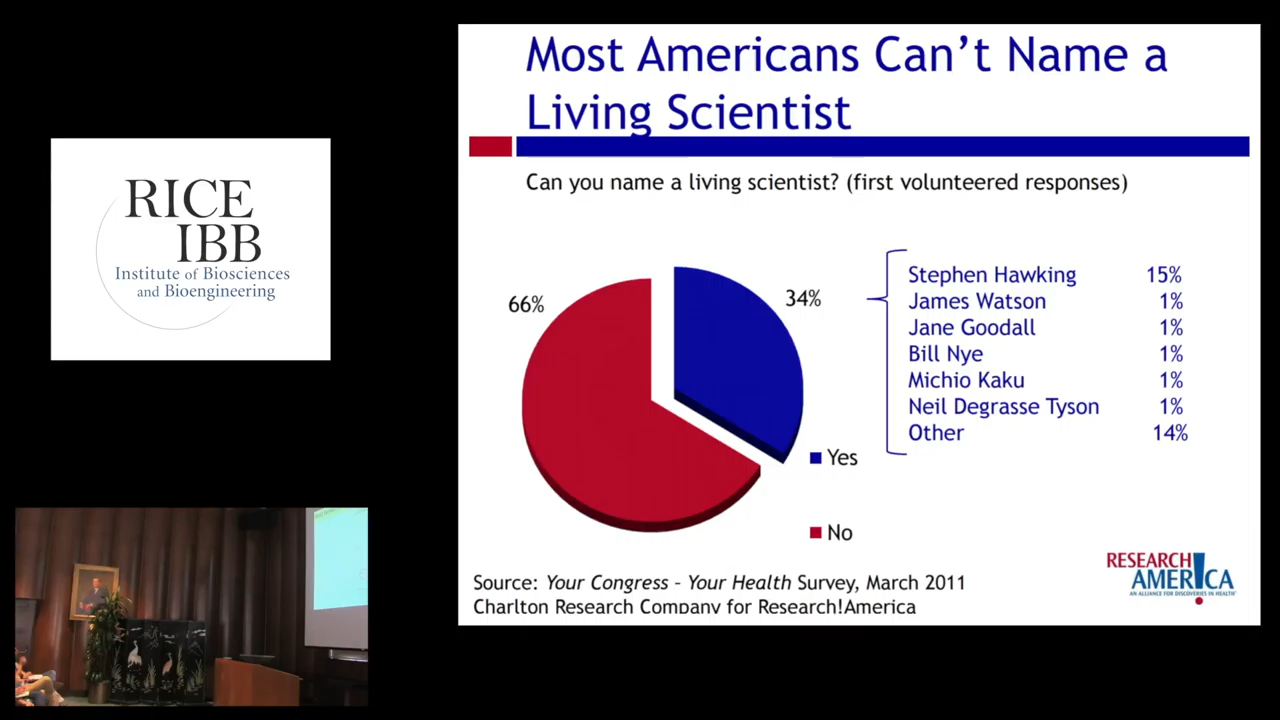 Most Americans Can't Name a
Living Scientist
Can you name a living scientist? (first volunteered responses)
66%
34%
Stephen Hawking 15%
James Watson 1%
Jane Goodall 1%
Bill Nye 1%
Michio Kaku 1%
Neil Degrasse Tyson 1%
Other 14%
Yes
No
Source: Your Congress – Your Health Survey, March 2011
Charlton Research Company for Research!America
RESEARCH!
AMERICA
AN ALLIANCE FOR DISCOVERIES IN HEALTH
RICE
IBB
Institute of Biosciences
and Bioengineering